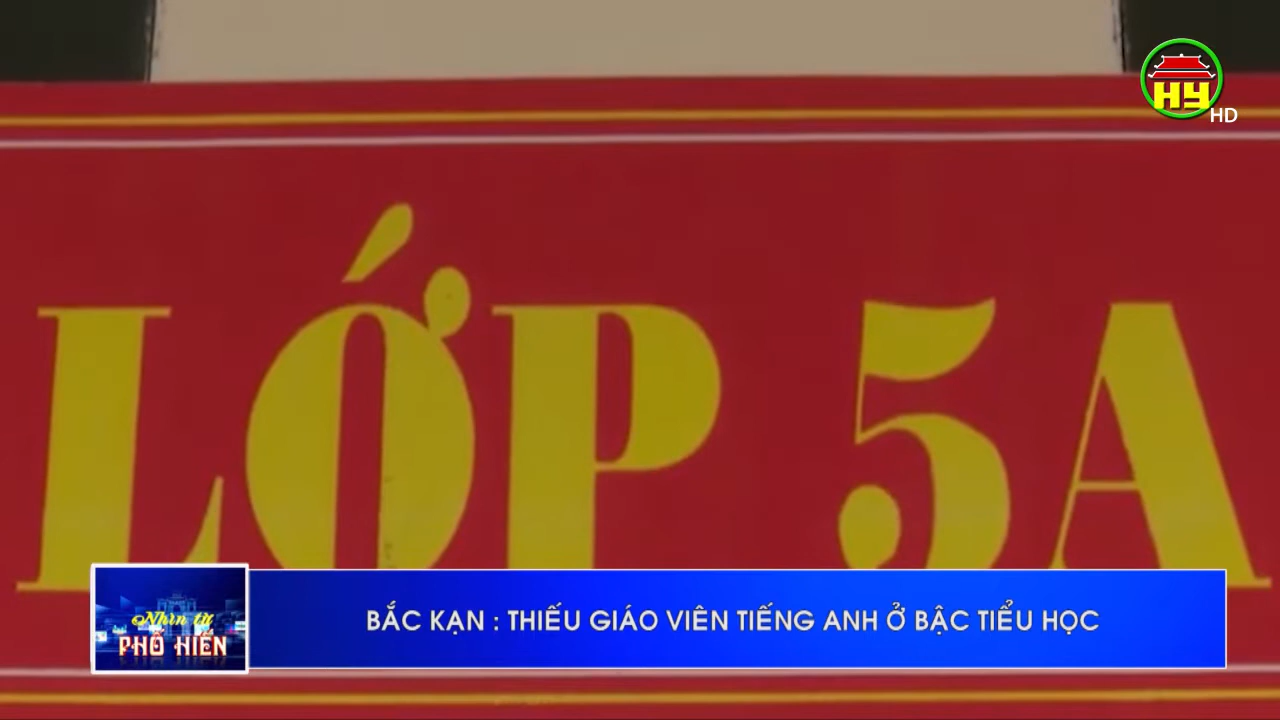 HY
HD
LỚP 5A
Nhìn từ
PHỐ HIẾN
BẮC KẠN : THIẾU GIÁO VIÊN TIẾNG ANH Ở BẬC TIỂU HỌC